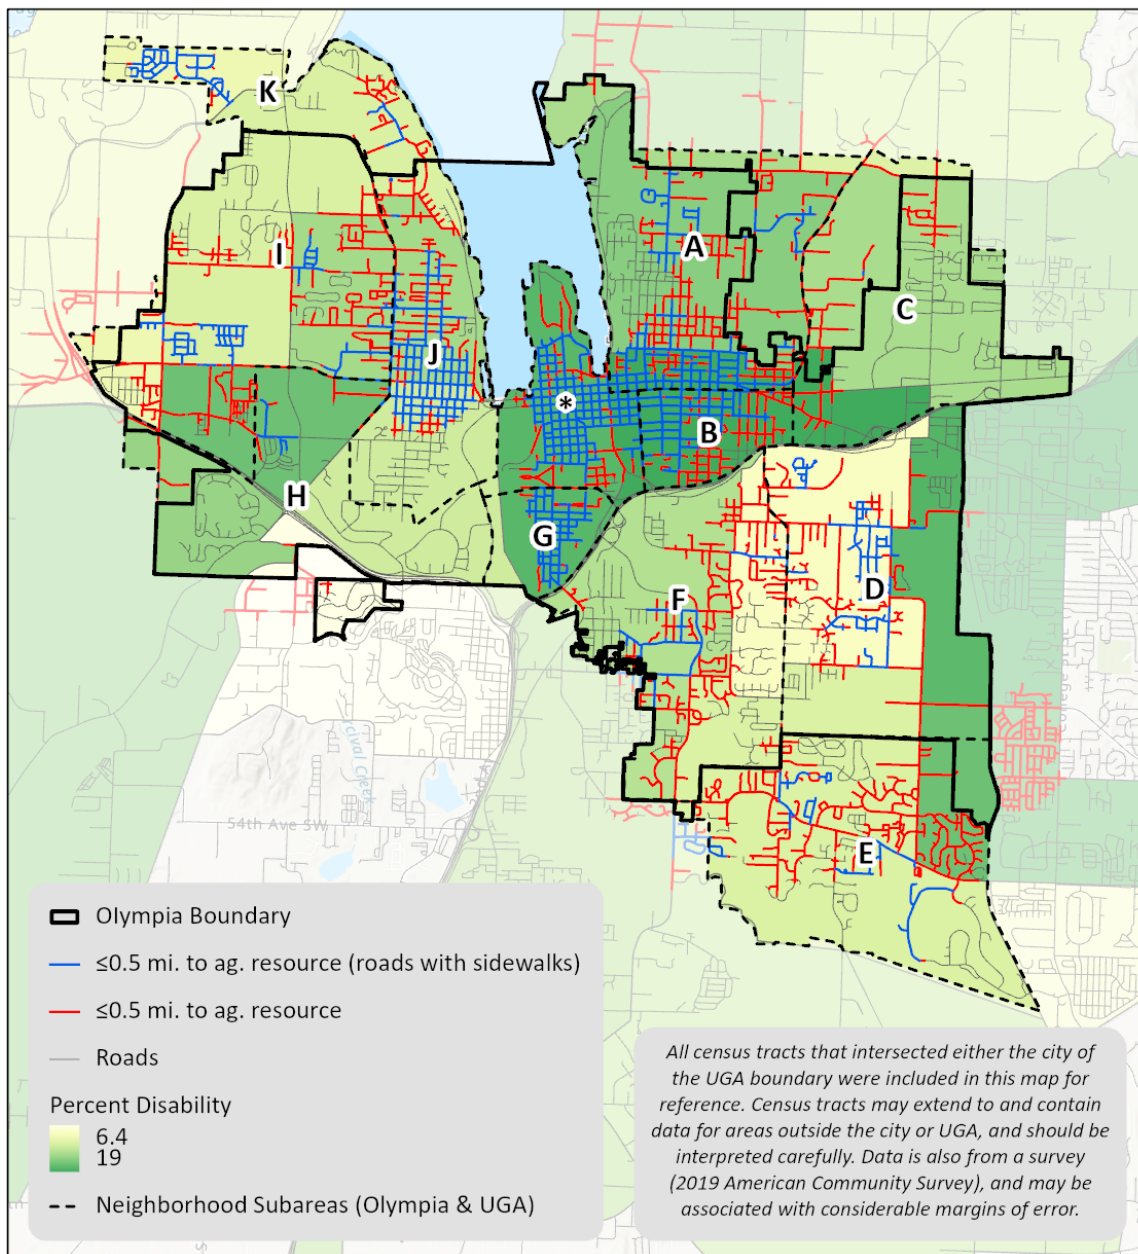 K
A
I
C
J
*
B
H
G
D
F
E
54th Ave SW
Percival Creek
Olympia Boundary
≤0.5 mi. to ag. resource (roads with sidewalks)
≤0.5 mi. to ag. resource
Roads
Percent Disability
6.4
19
Neighborhood Subareas (Olympia & UGA)
All census tracts that intersected either the city of
the UGA boundary were included in this map for
reference. Census tracts may extend to and contain
data for areas outside the city or UGA, and should be
interpreted carefully. Data is also from a survey
(2019 American Community Survey), and may be
associated with considerable margins of error.